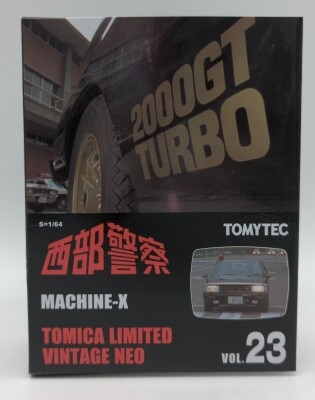 2000GT
TURBO
S=1/64
西部警察
TOMYTEC
MACHINE-X
TOMICA LIMITED
VINTAGE NEO
VOL.23